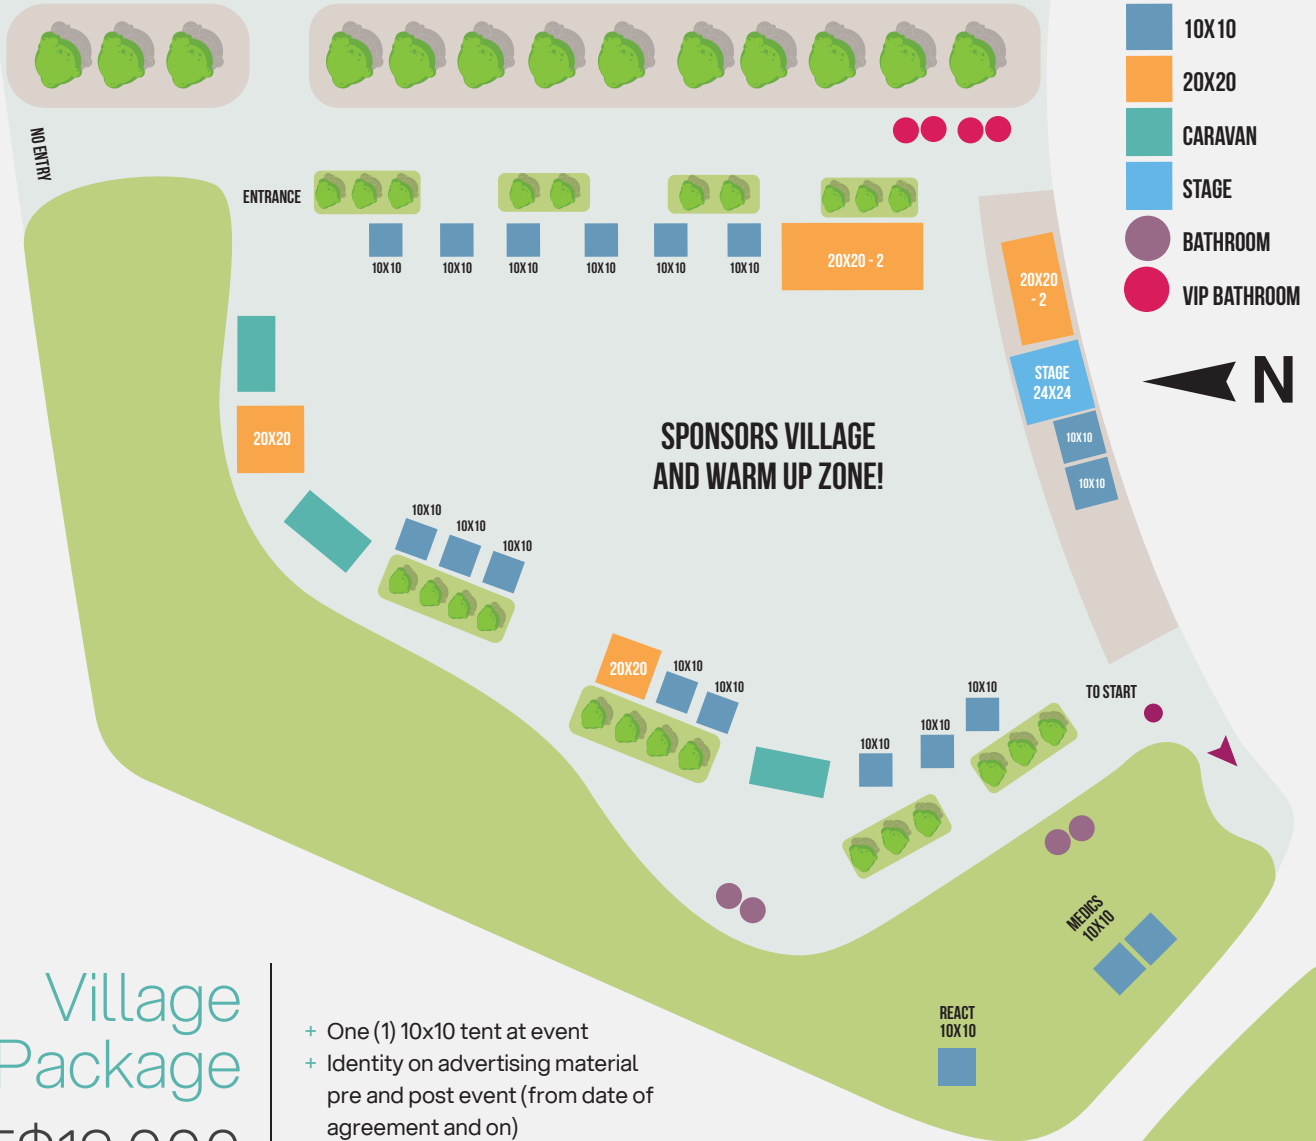 10X10
20X20
CARAVAN
STAGE
BATHROOM
VIP BATHROOM
N
NO ENTRY
ENTRANCE
10X10
10X10
10X10
10X10
10X10
10X10
20X20 - 2
20X20
- 2
STAGE
24X24
10X10
10X10
20X20
SPONSORS VILLAGE
AND WARM UP ZONE!
10X10
10X10
10X10
20X20
10X10
10X10
10X10
10X10
10X10
TO START
MEDICS
10X10
REACT
10X10
Village
Package
+ One (1) 10x10 tent at event
+ Identity on advertising material
pre and post event (from date of
agreement and on)